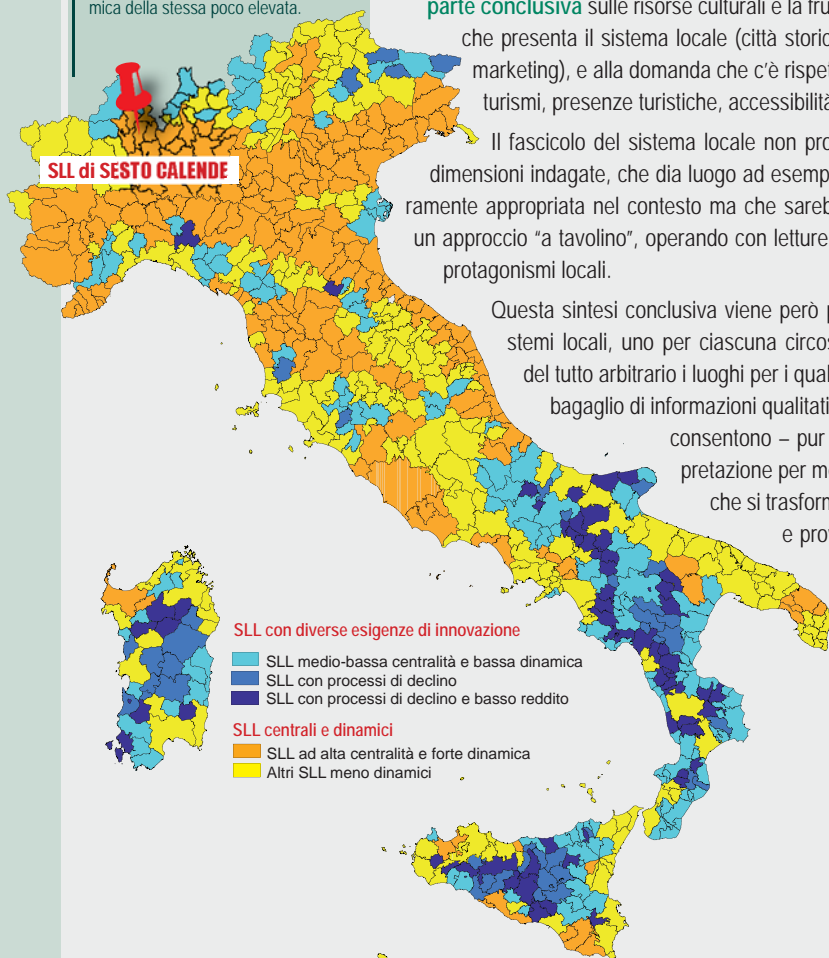 mica della stessa poco elevata.
parte conclusiva sulle risorse culturali e la fru
che presenta il sistema locale (città storic
marketing), e alla domanda che c'è rispet
turismi, presenze turistiche, accessibilità
Il fascicolo del sistema locale non pro
dimensioni indagate, che dia luogo ad esemp
ramente appropriata nel contesto ma che sareb
un approccio "a tavolino", operando con letture
protagonismi locali.
Questa sintesi conclusiva viene però p
stemi locali, uno per ciascuna circos
del tutto arbitrario i luoghi per i qual
bagaglio di informazioni qualitati
consentono – pur
pretazione per me
che si trasform
e prot
SLL di SESTO CALENDE
SLL con diverse esigenze di innovazione
SLL medio-bassa centralità e bassa dinamica
SLL con processi di declino
SLL con processi di declino e basso reddito
SLL centrali e dinamici
SLL ad alta centralità e forte dinamica
Altri SLL meno dinamici